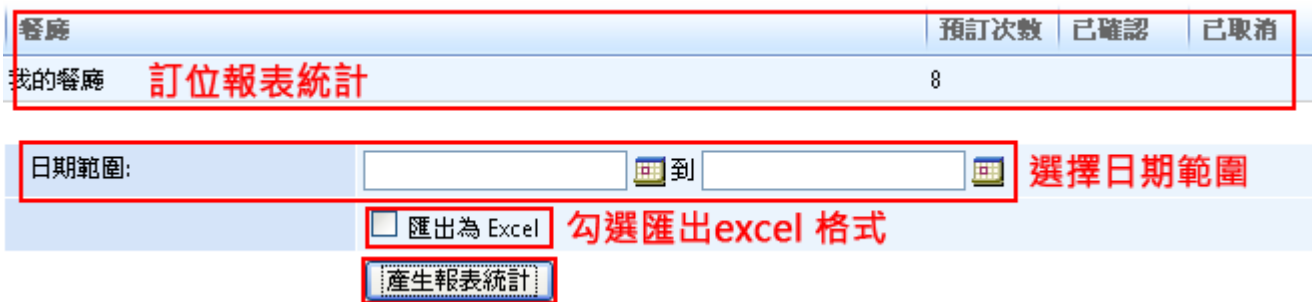 餐廳 預訂次數 已確認 已取消
我的餐廳 訂位報表統計 8
日期範圍: 到 選擇日期範圍
匯出為 Excel 勾選匯出excel 格式
產生報表統計